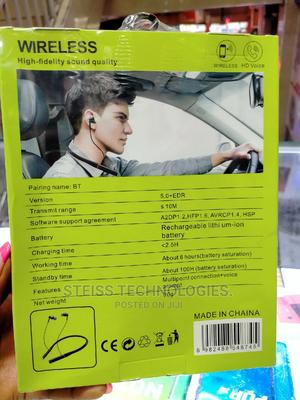 WIRELESS
High-fidelity sound quality
WIRELESS HD Voice
Pairing name: BT
Version 5.0+EDR
Transmit range ≤10M
Software support agreement A2DP1.2,HFP1.6, AVRCP1.4, HSP
Battery Rechargeable lithium-ion
battery
Charging time <2.5H
Working time About 6 hours(battery saturation)
Standby time About 100H (battery saturation)
Features Multipoint connection+voice
Net weight
STEISS TECHNOLOGIES.
POSTED ON JIJI
MADE IN CHAINA
CE